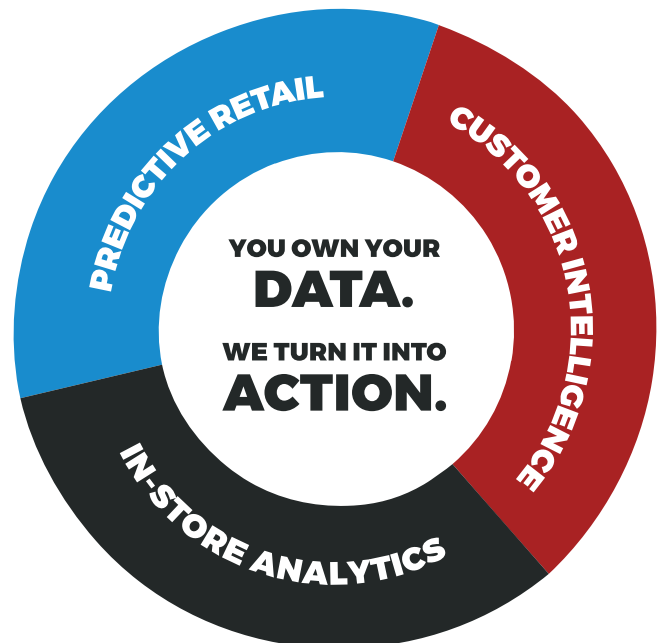 PREDICTIVE RETAIL
CUSTOMER INTELLIGENCE
YOU OWN YOUR
DATA.
WE TURN IT INTO
ACTION.
IN-STORE ANALYTICS